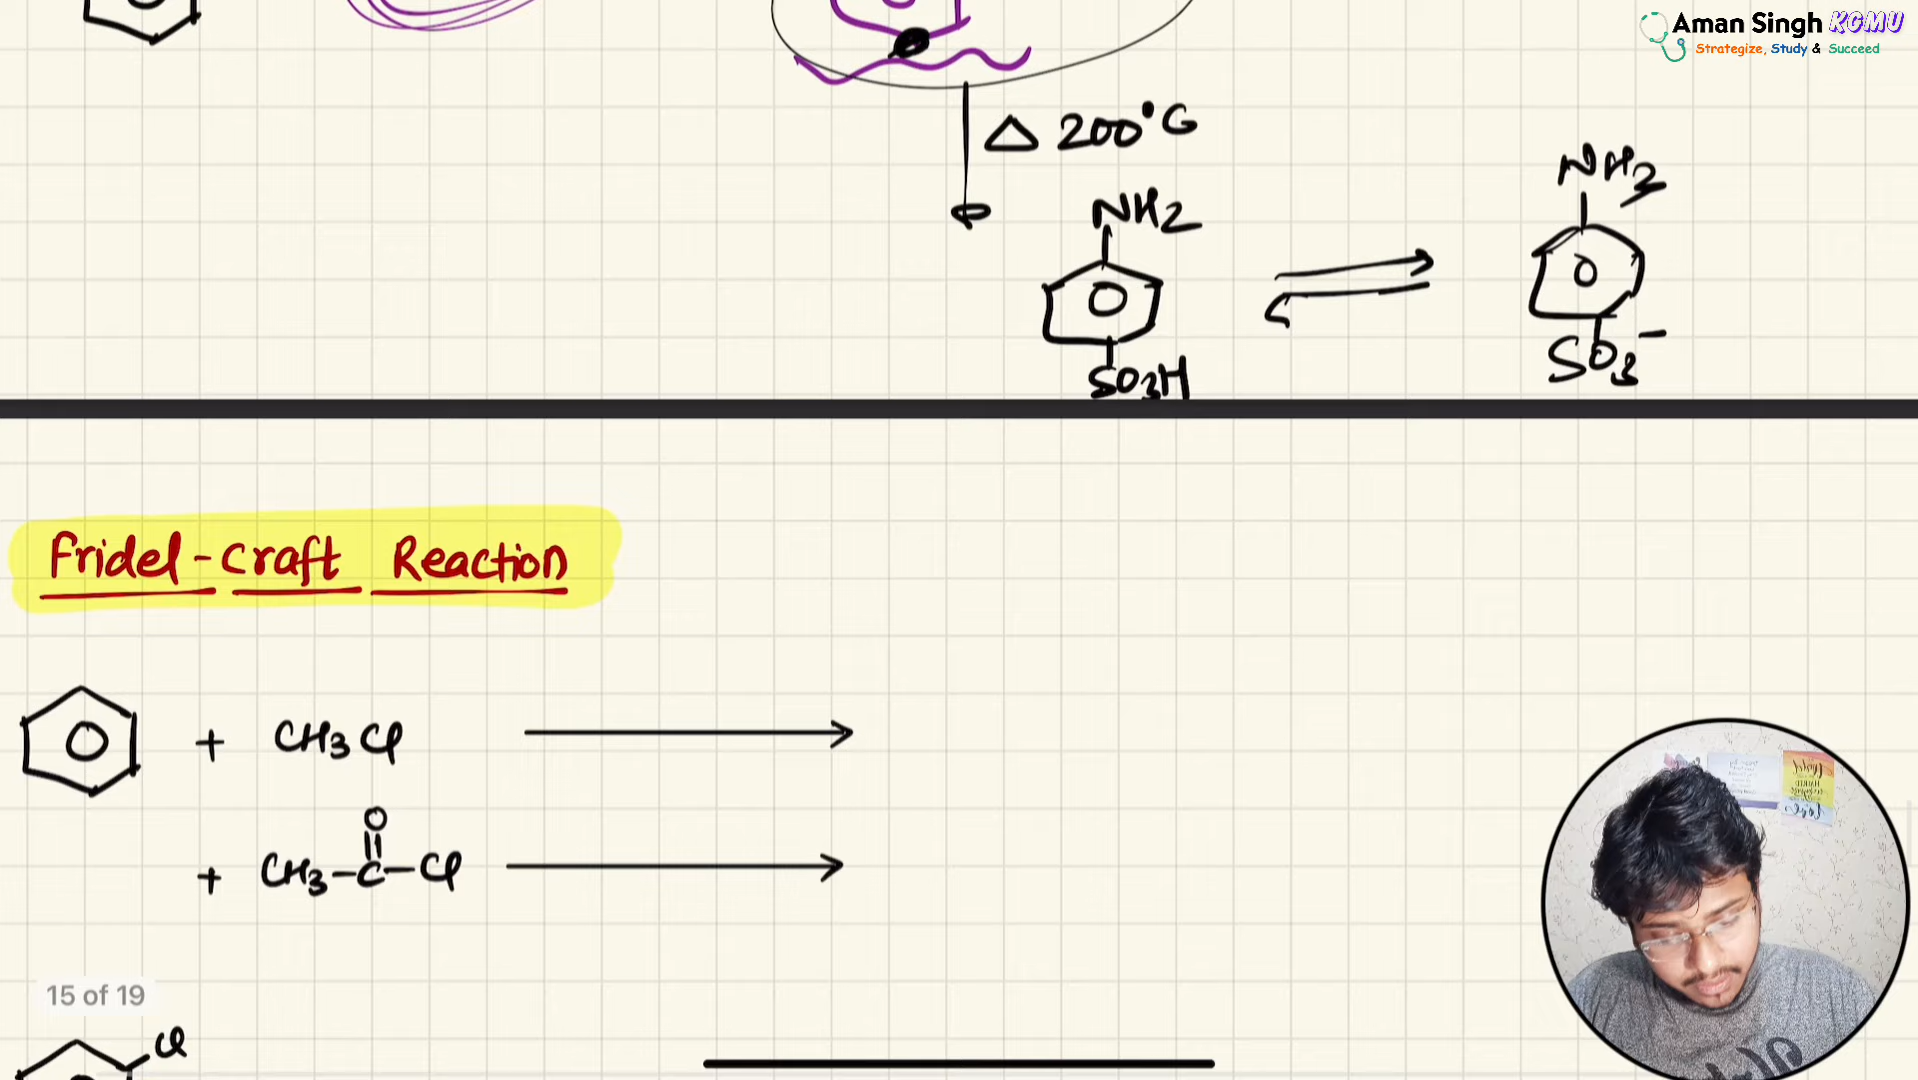 Aman Singh KGMU
Strategize, Study & Succeed
Δ 200°C
NH2
NH2
SO3H
SO3-
Fridel-Craft Reaction
+ CH3Cl
O
+ CH3-C-Cl
15 of 19
Cl